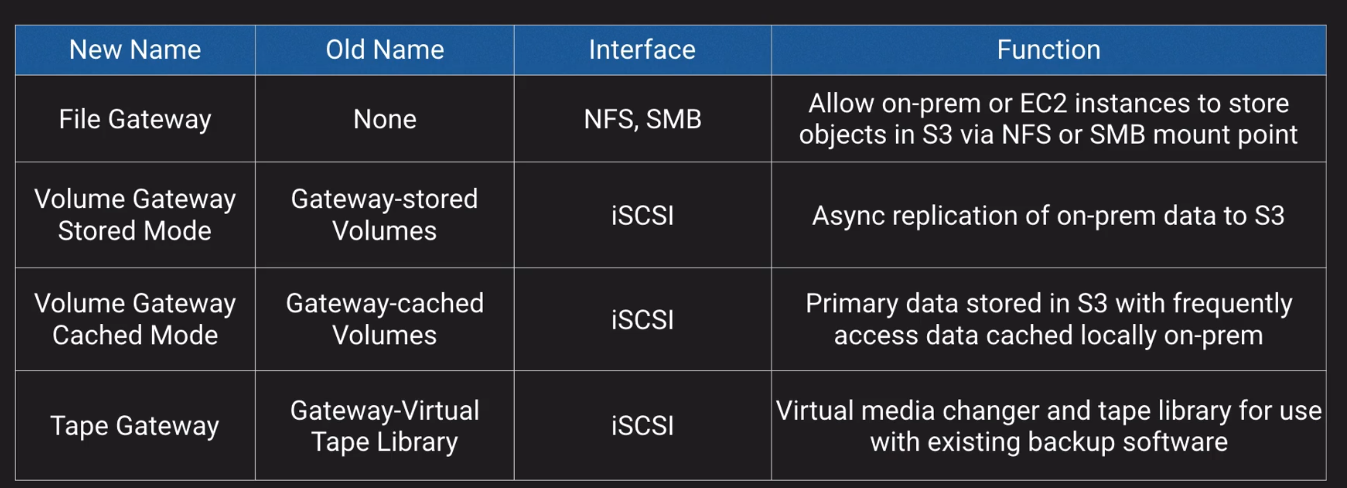 New Name
Old Name
Interface
Function
File Gateway
None
NFS, SMB
Allow on-prem or EC2 instances to store
objects in S3 via NFS or SMB mount point
Volume Gateway
Stored Mode
Gateway-stored
Volumes
iSCSI
Async replication of on-prem data to S3
Volume Gateway
Cached Mode
Gateway-cached
Volumes
iSCSI
Primary data stored in S3 with frequently
access data cached locally on-prem
Tape Gateway
Gateway-Virtual
Tape Library
iSCSI
Virtual media changer and tape library for use
with existing backup software